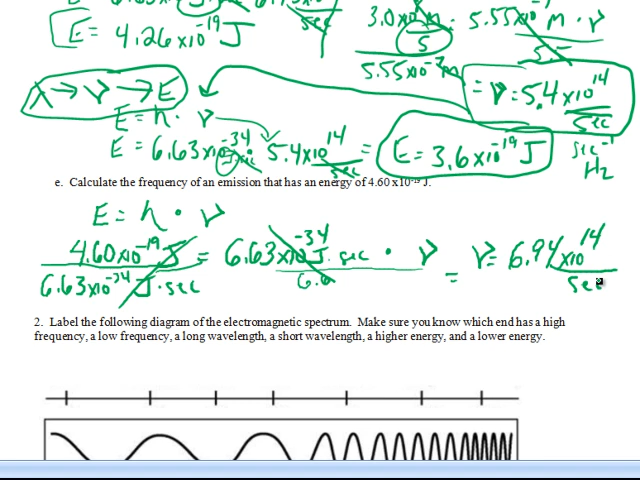 E = 4.26x10⁻¹⁹ J
3.0x10 m 5.55x10 m · ν
s
5.55x10⁻⁷ m
λ → ν → E
= ν = 5.4x10¹⁴
sec
E = h · ν
E = 6.63x10⁻³⁴ J·sec · 5.4x10¹⁴ = E = 3.6x10⁻¹⁹ J sec⁻¹
sec Hz
e. Calculate the frequency of an emission that has an energy of 4.60 x10⁻¹⁹ J.
E = h · ν
4.60x10⁻¹⁹ J = 6.63x10⁻³⁴ J · sec · ν = ν = 6.94x10¹⁴
6.63x10⁻³⁴ J·sec 6.6 sec
2. Label the following diagram of the electromagnetic spectrum. Make sure you know which end has a high
frequency, a low frequency, a long wavelength, a short wavelength, a higher energy, and a lower energy.